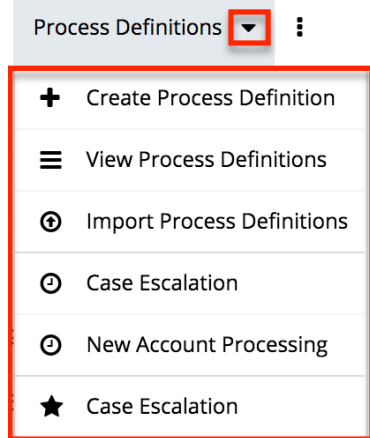 Process Definitions
Create Process Definition
View Process Definitions
Import Process Definitions
Case Escalation
New Account Processing
Case Escalation